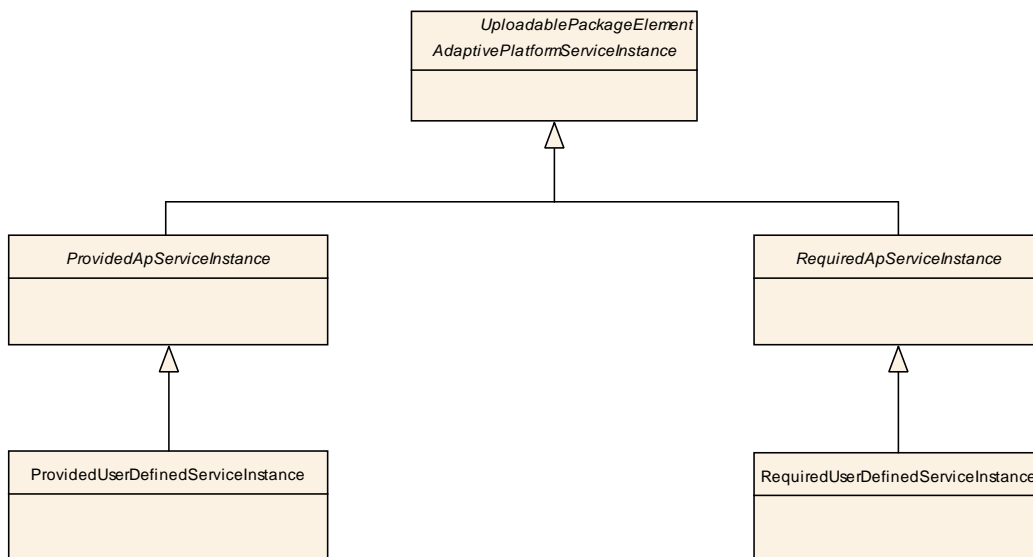 UploadablePackageElement
AdaptivePlatformServiceInstance
ProvidedApServiceInstance
RequiredApServiceInstance
ProvidedUserDefinedServiceInstance
RequiredUserDefinedServiceInstance